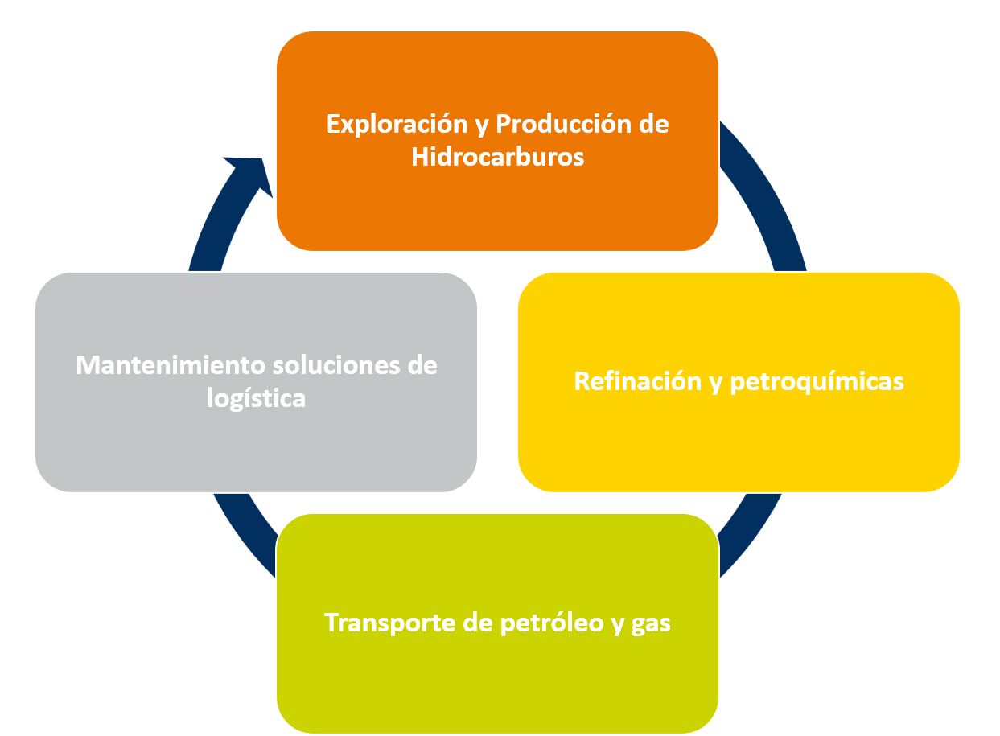 Exploración y Producción de
Hidrocarburos
Mantenimiento soluciones de
logística
Refinación y petroquímicas
Transporte de petróleo y gas